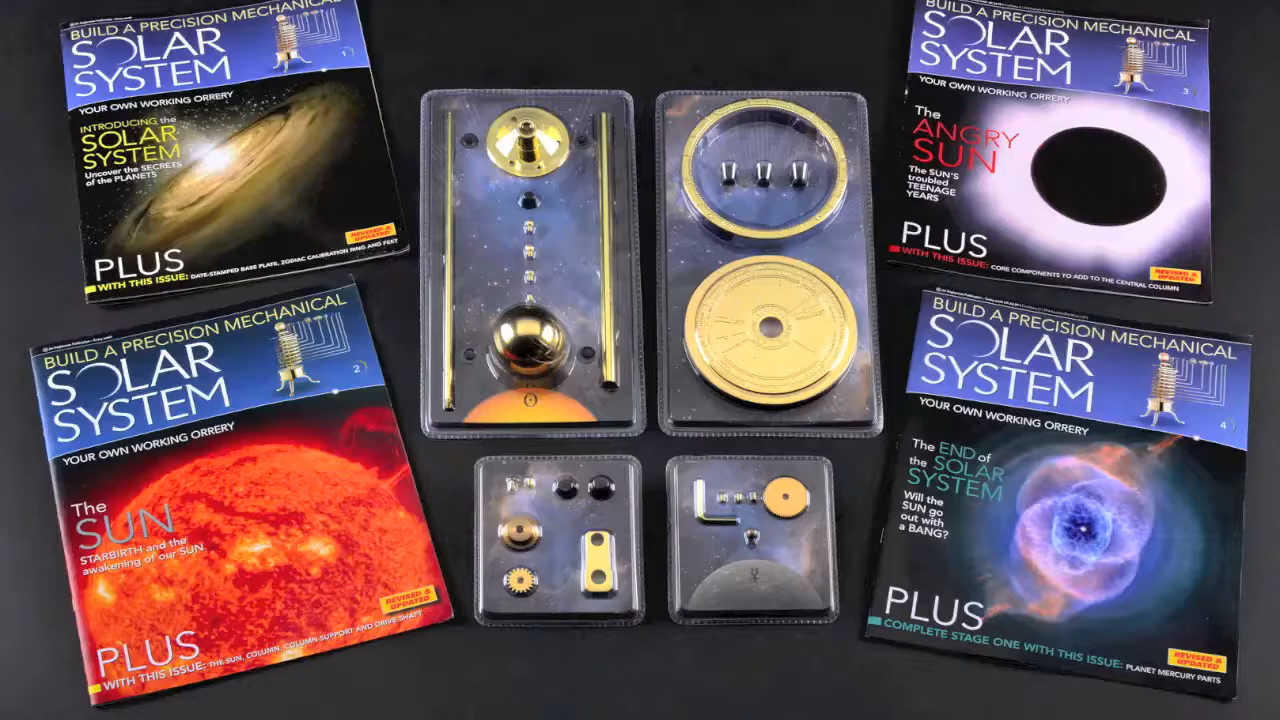 BUILD A PRECISION MECHANICAL
SOLAR
SYSTEM
1
YOUR OWN WORKING ORRERY
INTRODUCING the
SOLAR
SYSTEM
Uncover the SECRETS
of the PLANETS
REVISED &
UPDATED
PLUS
WITH THIS ISSUE: DATE-STAMPED BASE PLATE, ZODIAC CALIBRATION RING AND FEET
BUILD A PRECISION MECHANICAL
SOLAR
SYSTEM
2
YOUR OWN WORKING ORRERY
The
SUN
STARBIRTH and the
awakening of our SUN
REVISED &
UPDATED
PLUS
WITH THIS ISSUE: THE SUN, COLUMN, COLUMN SUPPORT AND DRIVE SHAFT
BUILD A PRECISION MECHANICAL
SOLAR
SYSTEM
3
YOUR OWN WORKING ORRERY
The
ANGRY
SUN
The SUN'S
troubled
TEENAGE
YEARS
PLUS
REVISED &
UPDATED
WITH THIS ISSUE: CORE COMPONENTS TO ADD TO THE CENTRAL COLUMN
BUILD A PRECISION MECHANICAL
SOLAR
SYSTEM
4
YOUR OWN WORKING ORRERY
The END of
the SOLAR
SYSTEM
Will the
SUN go
out with
a BANG?
PLUS
REVISED &
UPDATED
COMPLETE STAGE ONE WITH THIS ISSUE: PLANET MERCURY PARTS